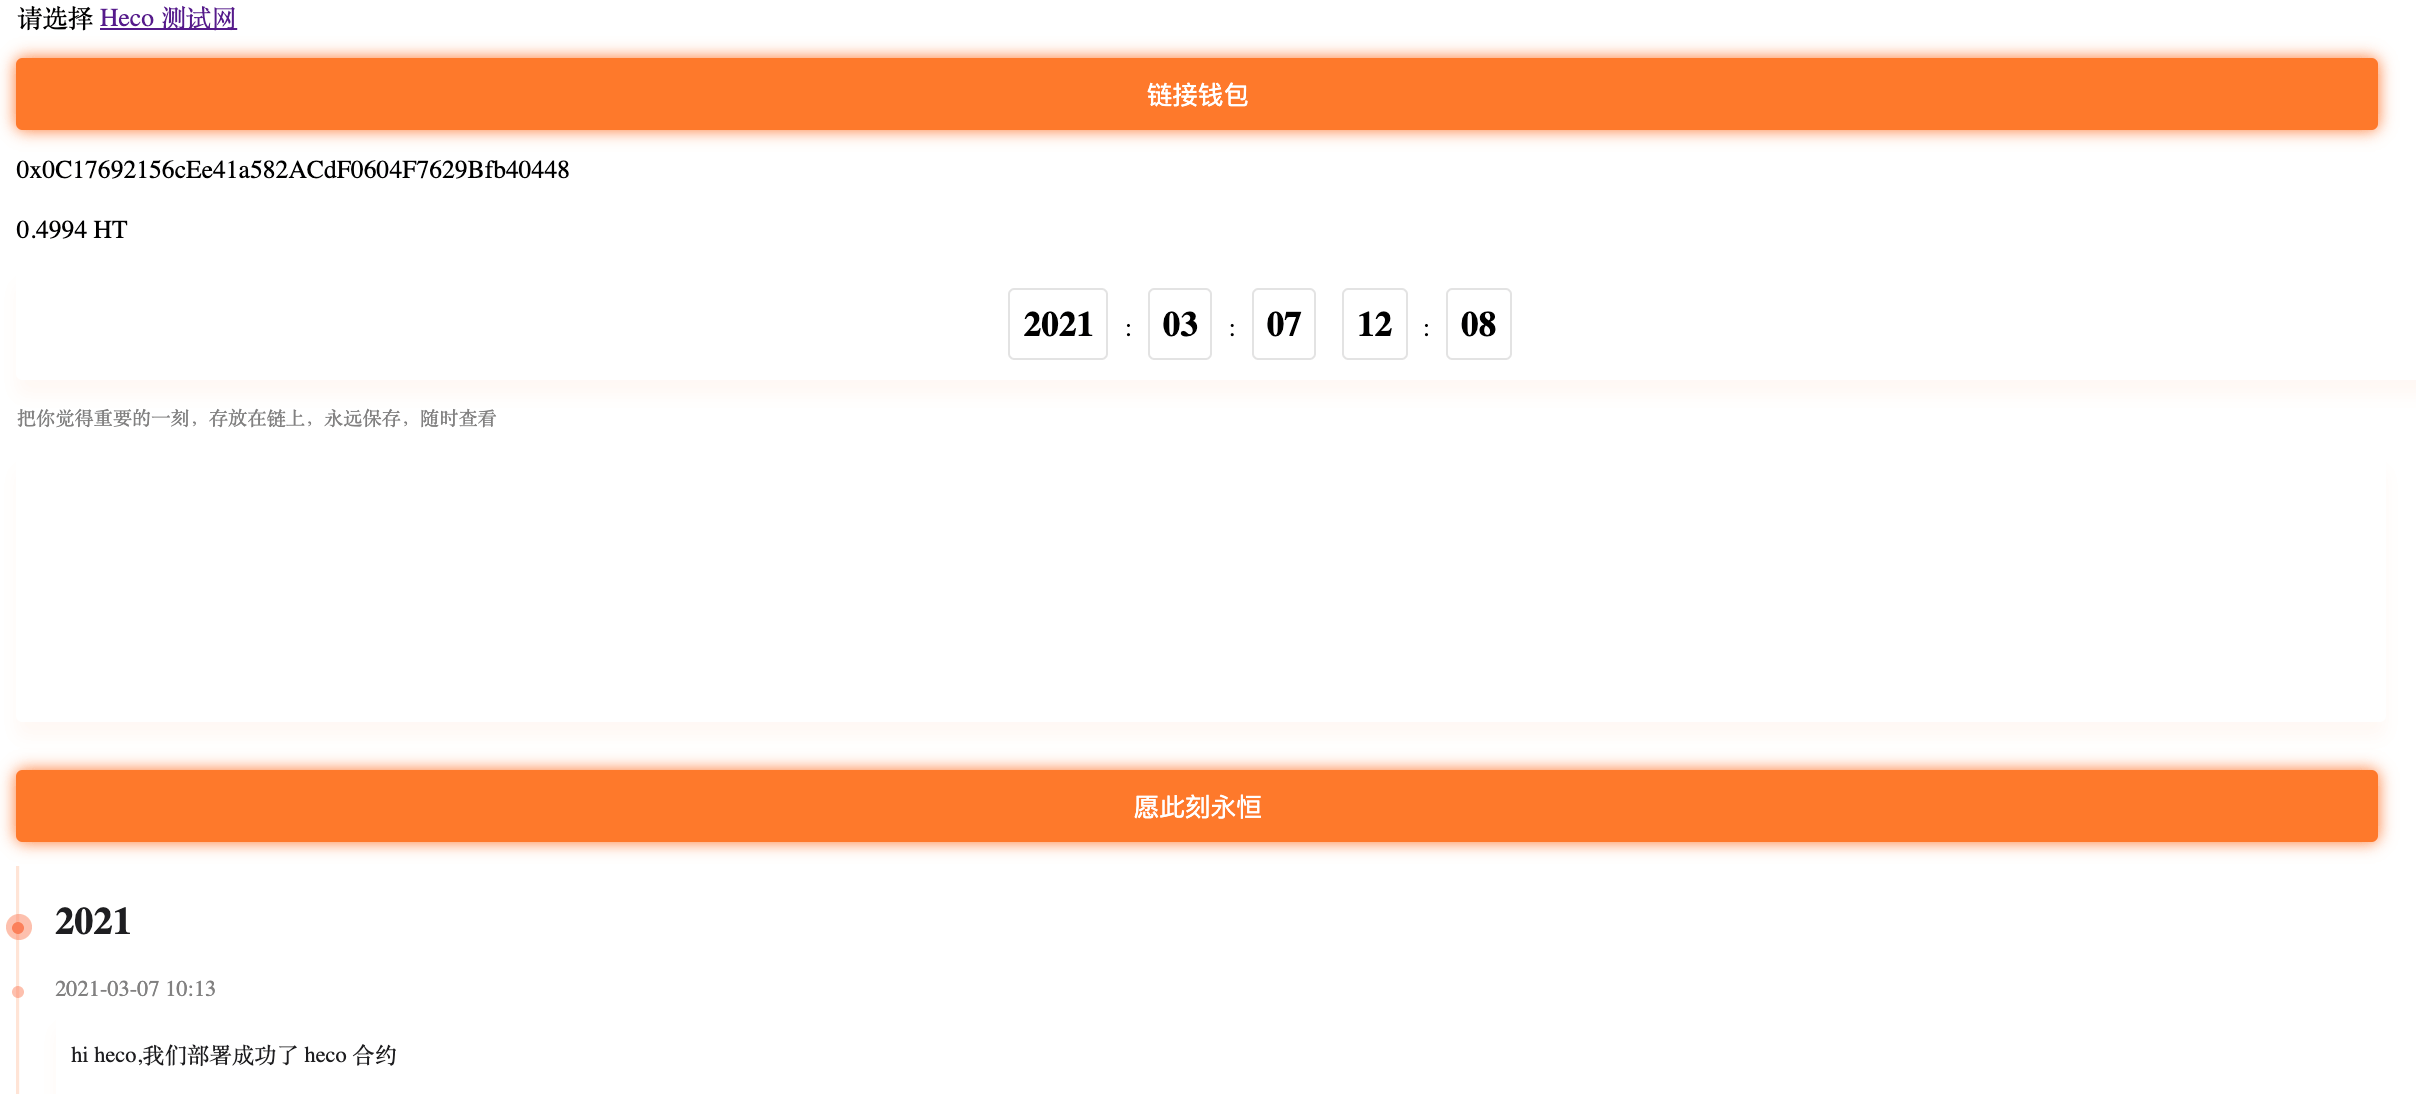 请选择 Heco 测试网
链接钱包
0x0C17692156cEe41a582ACdF0604F7629Bfb40448
0.4994 HT
2021 : 03 : 07 12 : 08
把你觉得重要的一刻，存放在链上，永远保存，随时查看
愿此刻永恒
2021
2021-03-07 10:13
hi heco,我们部署成功了 heco 合约